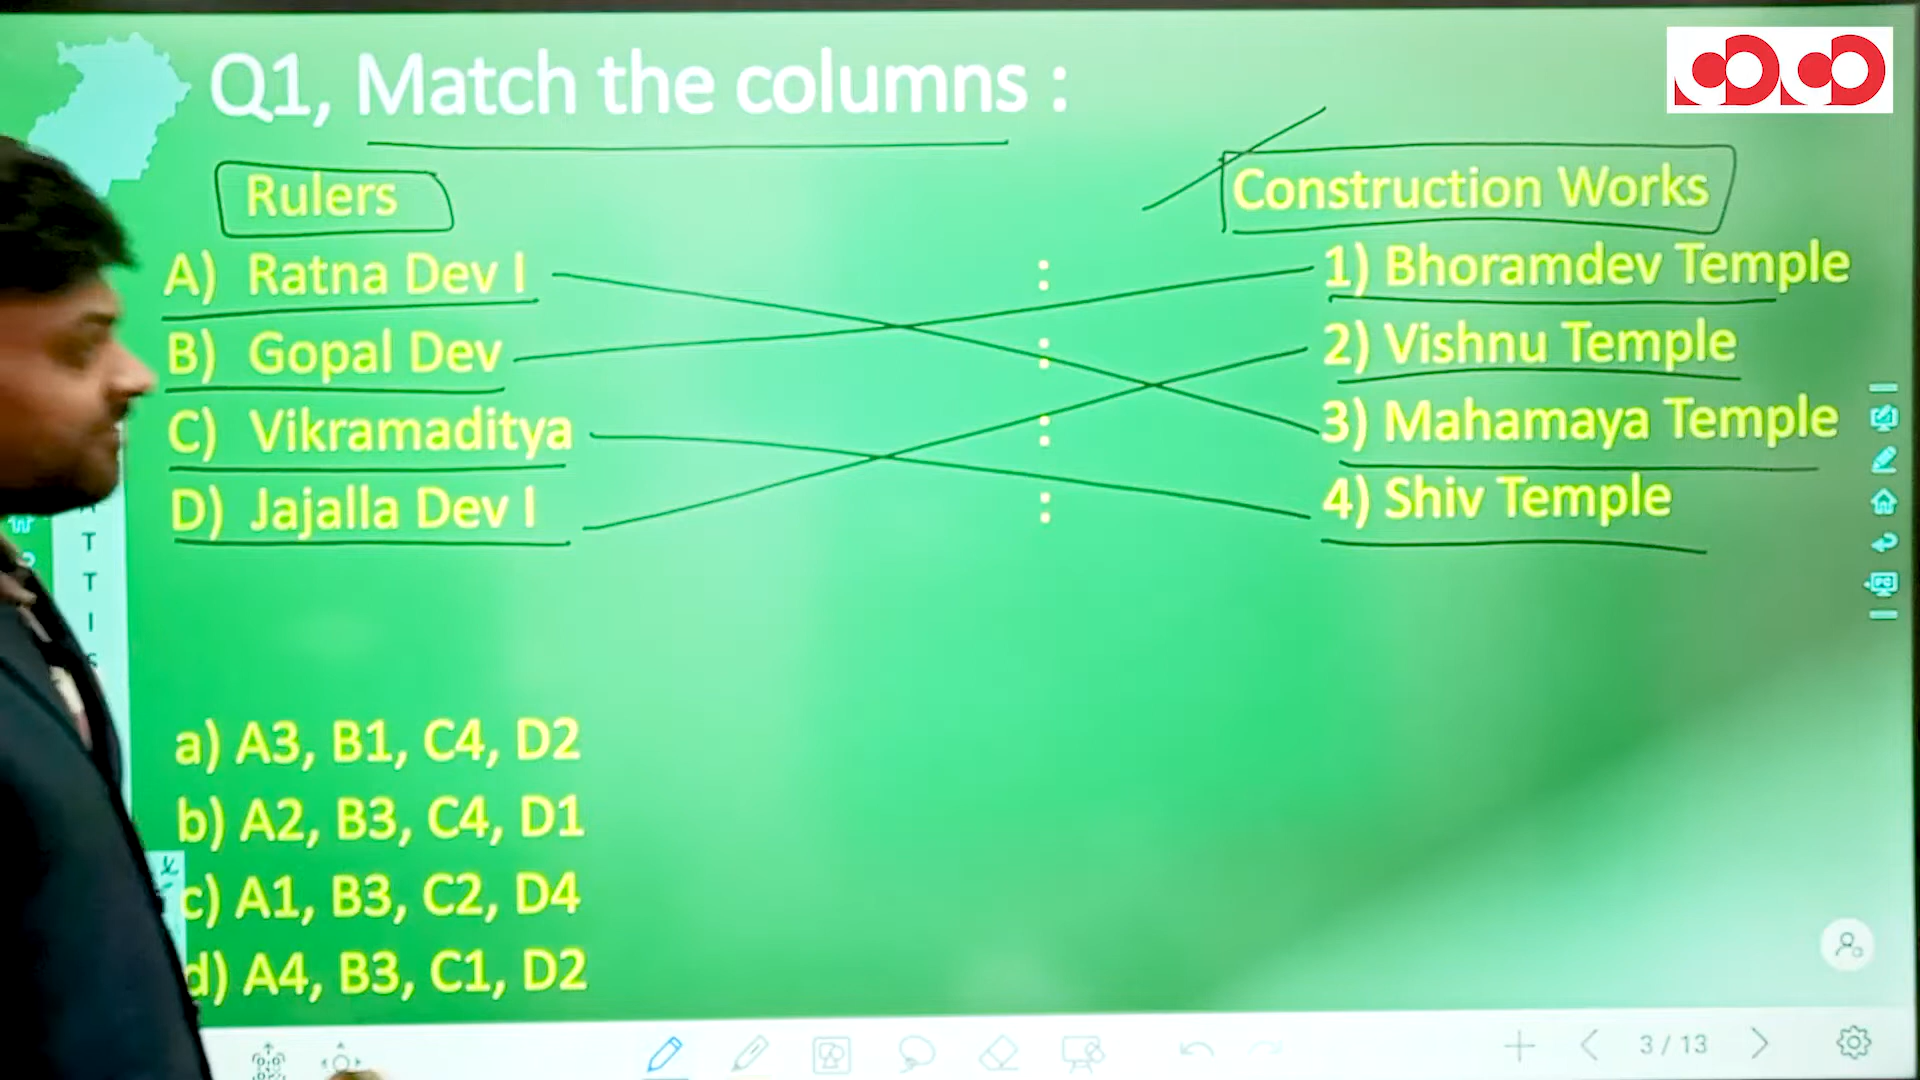 Q1, Match the columns :
Rulers
Construction Works
A) Ratna Dev I : 1) Bhoramdev Temple
B) Gopal Dev : 2) Vishnu Temple
C) Vikramaditya : 3) Mahamaya Temple
D) Jajalla Dev I : 4) Shiv Temple
T
T
I
a) A3, B1, C4, D2
b) A2, B3, C4, D1
c) A1, B3, C2, D4
d) A4, B3, C1, D2
PC
3 / 13